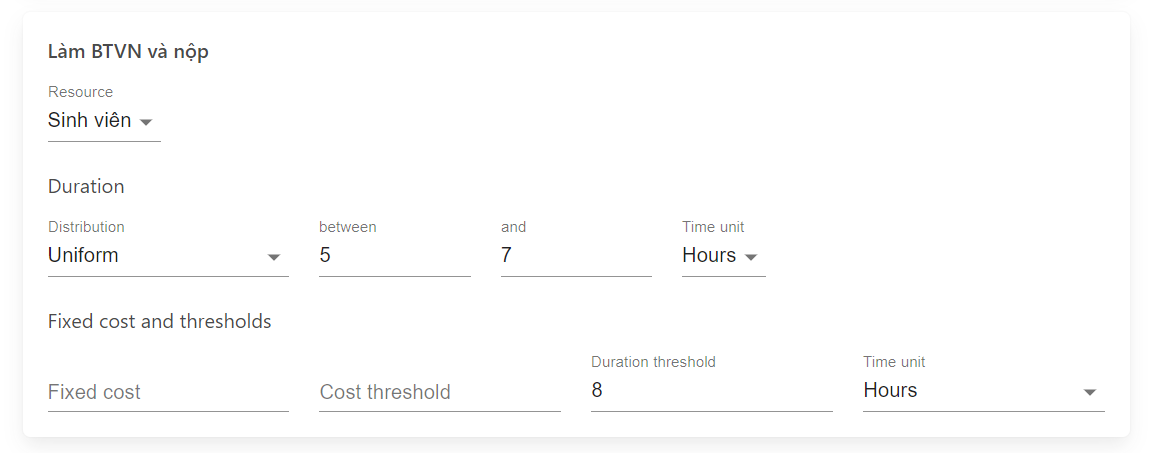 Làm BTVN và nộp
Resource
Sinh viên
Duration
Distribution between and Time unit
Uniform 5 7 Hours
Fixed cost and thresholds
Duration threshold Time unit
Fixed cost Cost threshold 8 Hours